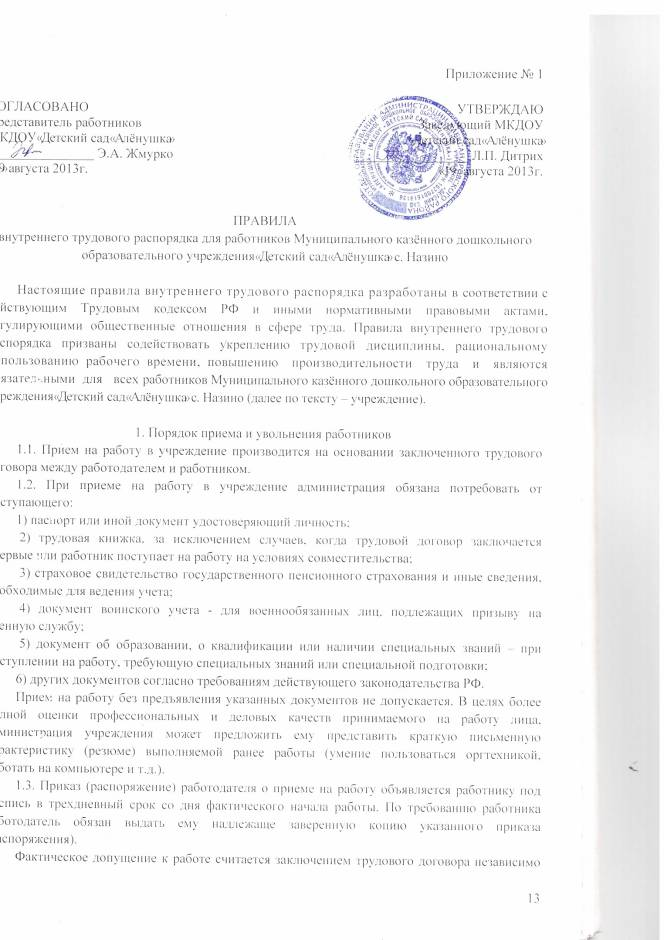 Приложение № 1
ОГЛАСОВАНО
редставитель работников
КДОУ«Детский сад«Алёнушка»
Э.А. Жмурко
9»августа 2013г.
УТВЕРЖДАЮ
Заведующий МКДОУ
Детский сад«Алёнушка»
Л.П. Дитрих
«19»августа 2013г.
ПРАВИЛА
внутреннего трудового распорядка для работников Муниципального казённого дошкольного
образовательного учреждения«Детский сад«Алёнушка» с. Назино
Настоящие правила внутреннего трудового распорядка разработаны в соответствии с
йствующим Трудовым кодексом РФ и иными нормативными правовыми актами,
гулирующими общественные отношения в сфере труда. Правила внутреннего трудового
спорядка призваны содействовать укреплению трудовой дисциплины, рациональному
пользованию рабочего времени, повышению производительности труда и являются
язательными для всех работников Муниципального казённого дошкольного образовательного
реждения«Детский сад«Алёнушка» с. Назино (далее по тексту – учреждение).
1. Порядок приема и увольнения работников
1.1. Прием на работу в учреждение производится на основании заключенного трудового
говора между работодателем и работником.
1.2. При приеме на работу в учреждение администрация обязана потребовать от
ступающего:
1) паспорт или иной документ удостоверяющий личность;
2) трудовая книжка, за исключением случаев, когда трудовой договор заключается
ервые или работник поступает на работу на условиях совместительства;
3) страховое свидетельство государственного пенсионного страхования и иные сведения,
обходимые для ведения учета;
4) документ воинского учета - для военнообязанных лиц, подлежащих призыву на
енную службу;
5) документ об образовании, о квалификации или наличии специальных званий – при
ступлении на работу, требующую специальных знаний или специальной подготовки;
6) других документов согласно требованиям действующего законодательства РФ.
Прием на работу без предъявления указанных документов не допускается. В целях более
лной оценки профессиональных и деловых качеств принимаемого на работу лица,
министрация учреждения может предложить ему представить краткую письменную
рактеристику (резюме) выполняемой ранее работы (умение пользоваться оргтехникой,
ботать на компьютере и т.д.).
1.3. Приказ (распоряжение) работодателя о приеме на работу объявляется работнику под
спись в трехдневный срок со дня фактического начала работы. По требованию работника
ботодатель обязан выдать ему надлежаще заверенную копию указанного приказа
споряжения).
Фактическое допущение к работе считается заключением трудового договора независимо
13